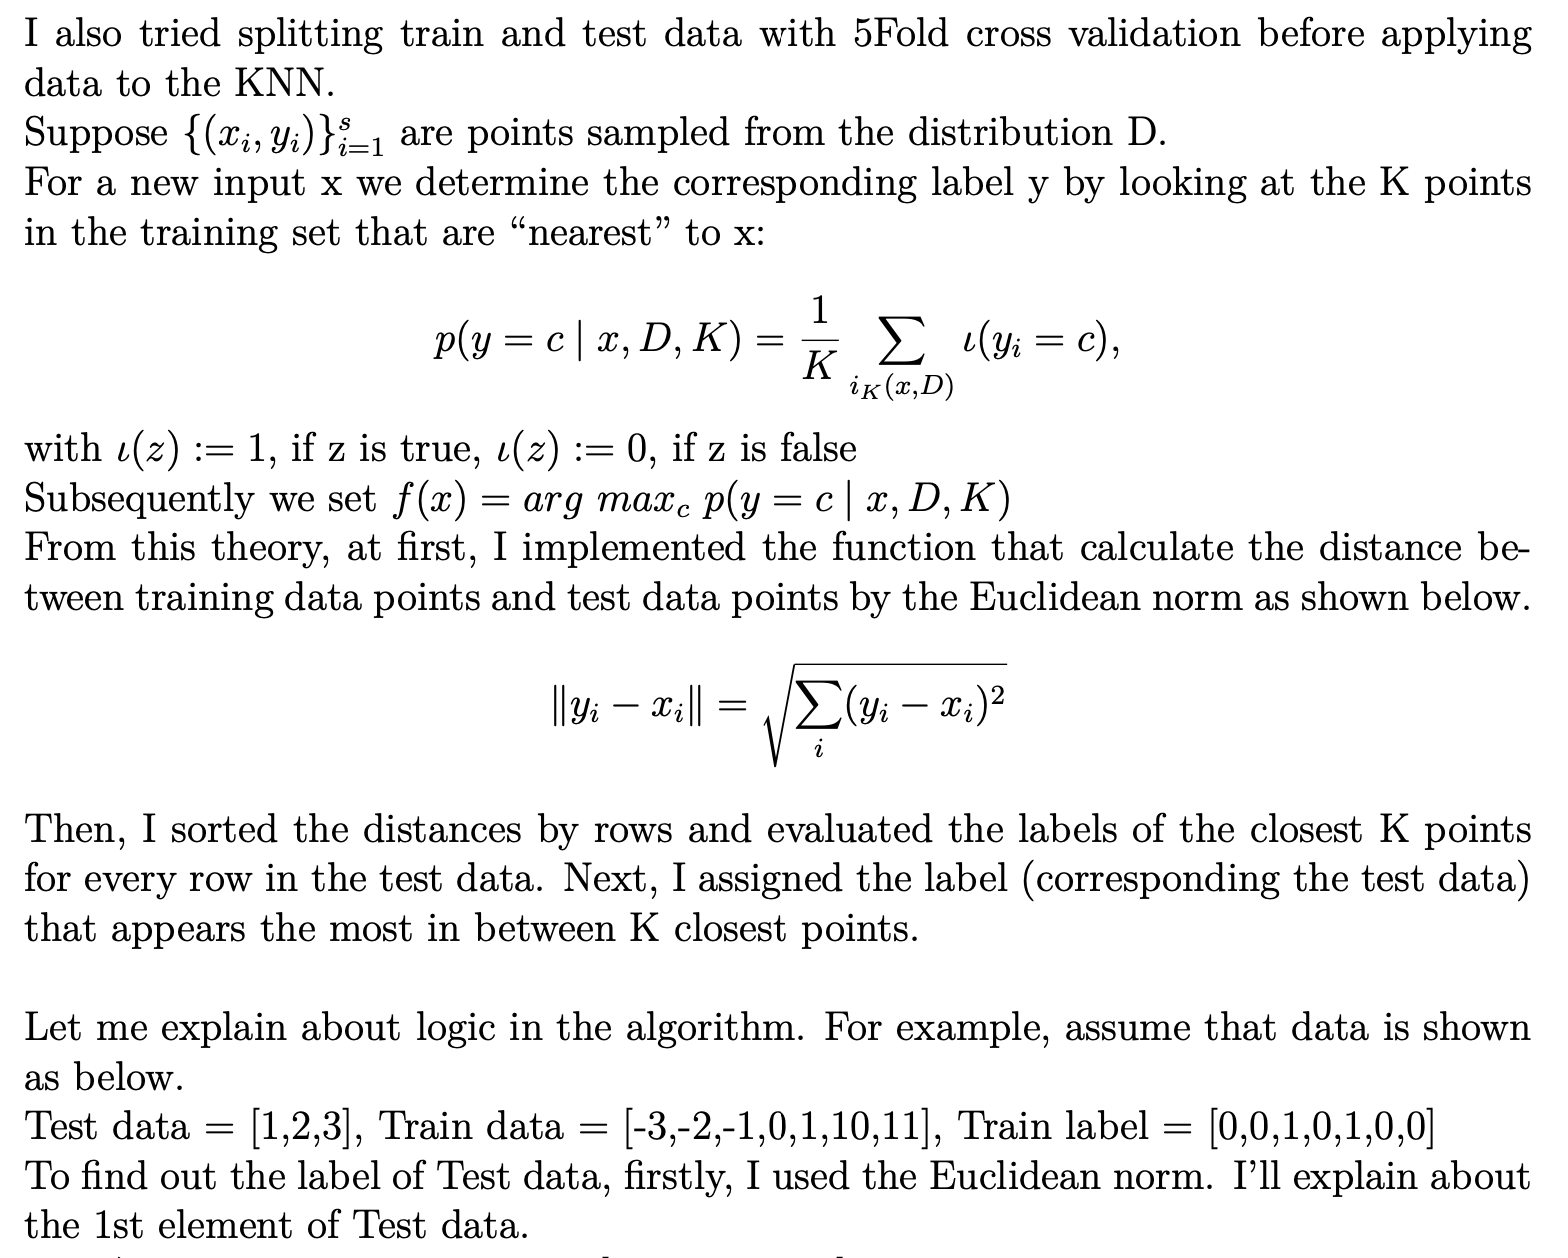 I also tried splitting train and test data with 5Fold cross validation before applying
data to the KNN.
Suppose {(x_i, y_i)}_{i=1}^s are points sampled from the distribution D.
For a new input x we determine the corresponding label y by looking at the K points
in the training set that are “nearest” to x:
p(y = c | x, D, K) = \frac{1}{K} \sum_{i_K(x,D)} ι(y_i = c),
with ι(z) := 1, if z is true, ι(z) := 0, if z is false
Subsequently we set f(x) = arg max_c p(y = c | x, D, K)
From this theory, at first, I implemented the function that calculate the distance be-
tween training data points and test data points by the Euclidean norm as shown below.
‖y_i − x_i‖ = \sqrt{\sum_i (y_i − x_i)^2}
Then, I sorted the distances by rows and evaluated the labels of the closest K points
for every row in the test data. Next, I assigned the label (corresponding the test data)
that appears the most in between K closest points.
Let me explain about logic in the algorithm. For example, assume that data is shown
as below.
Test data = [1,2,3], Train data = [-3,-2,-1,0,1,10,11], Train label = [0,0,1,0,1,0,0]
To find out the label of Test data, firstly, I used the Euclidean norm. I’ll explain about
the 1st element of Test data.